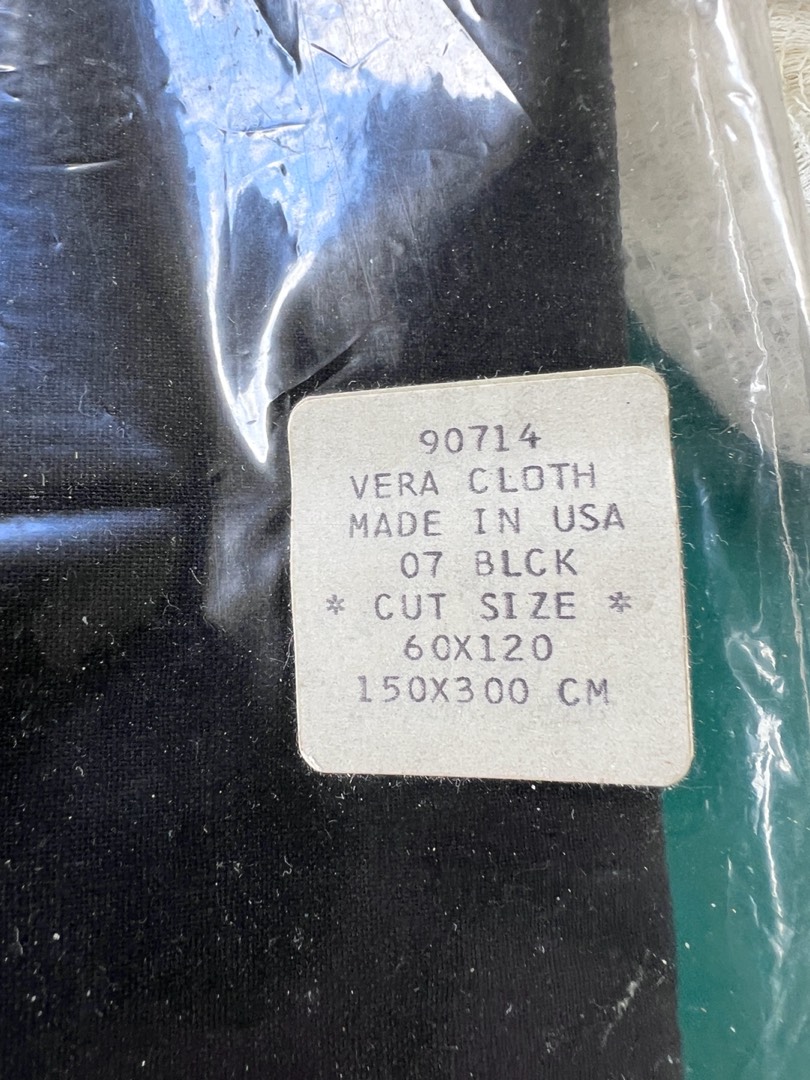 90714
VERA CLOTH
MADE IN USA
07 BLCK
* CUT SIZE *
60X120
150X300 CM